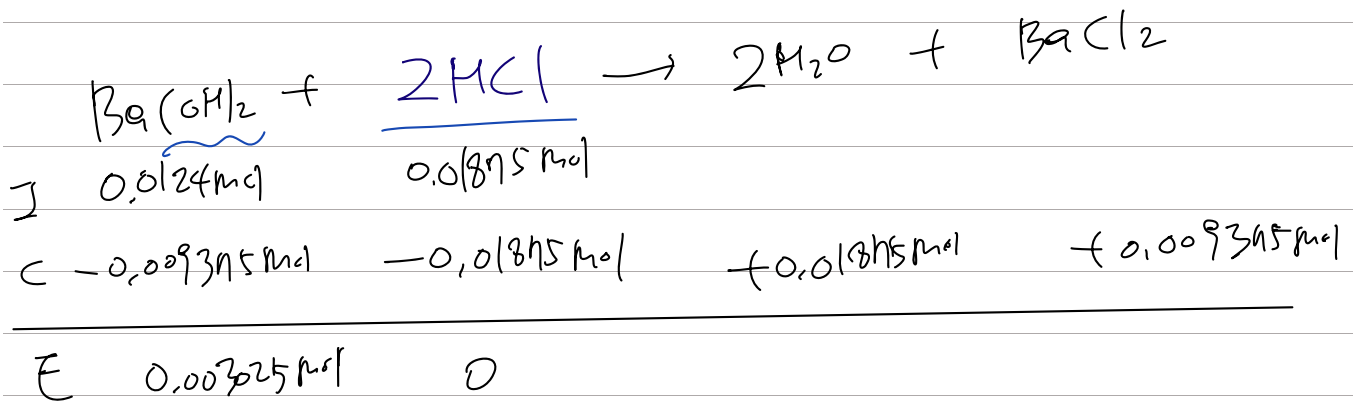 Ba(OH)2 + 2HCl → 2H2O + BaCl2
I 0.0124mol 0.01875mol
C -0.009375mol -0.01875mol +0.01875mol +0.009375mol
E 0.003025mol 0